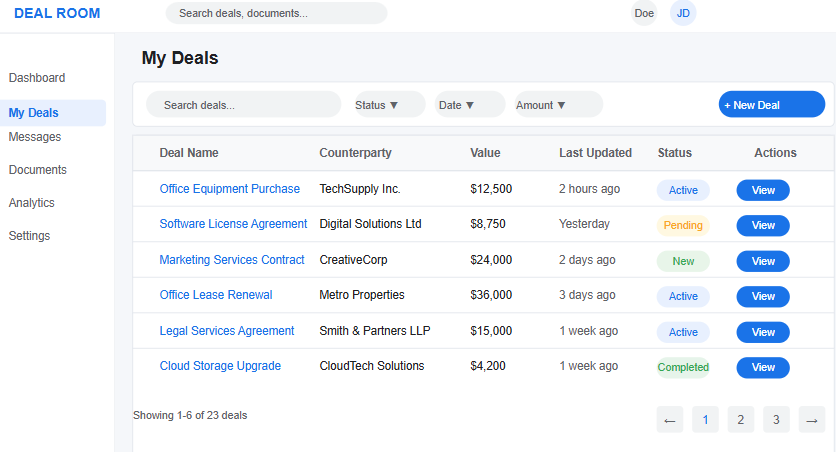 DEAL ROOM Search deals, documents... Doe JD
Dashboard
My Deals
Messages
Documents
Analytics
Settings
My Deals
Search deals... Status ▼ Date ▼ Amount ▼ + New Deal
Deal Name Counterparty Value Last Updated Status Actions
Office Equipment Purchase TechSupply Inc. $12,500 2 hours ago Active View
Software License Agreement Digital Solutions Ltd $8,750 Yesterday Pending View
Marketing Services Contract CreativeCorp $24,000 2 days ago New View
Office Lease Renewal Metro Properties $36,000 3 days ago Active View
Legal Services Agreement Smith & Partners LLP $15,000 1 week ago Active View
Cloud Storage Upgrade CloudTech Solutions $4,200 1 week ago Completed View
Showing 1-6 of 23 deals ← 1 2 3 →